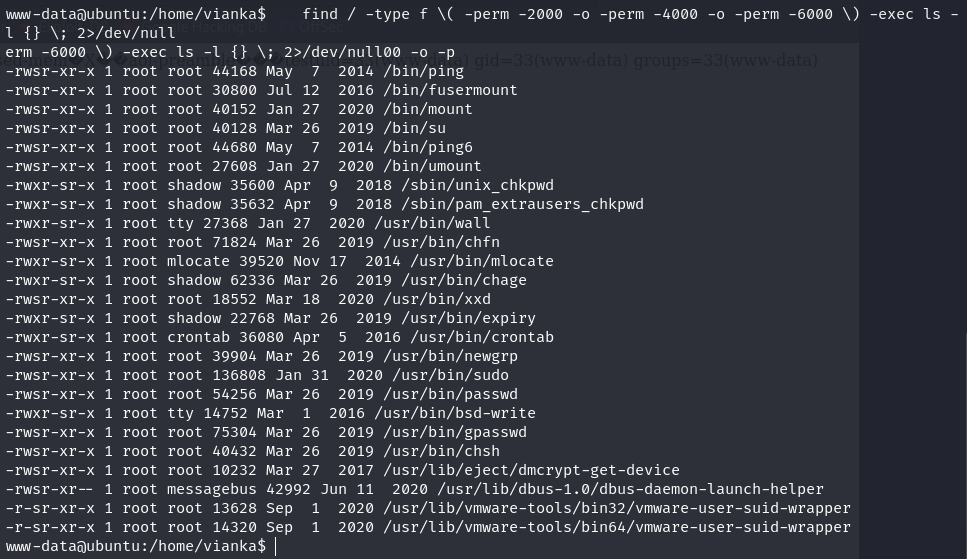 www-data@ubuntu:/home/vianka$    find / -type f \( -perm -2000 -o -perm -4000 -o -perm -6000 \) -exec ls -
l {} \; 2>/dev/null
erm -6000 \) -exec ls -l {} \; 2>/dev/null00 -o -p
gid=33(www-data) groups=33(www-data)
-rwsr-xr-x 1 root root 44168 May  7  2014 /bin/ping
-rwsr-xr-x 1 root root 30800 Jul 12  2016 /bin/fusermount
-rwsr-xr-x 1 root root 40152 Jan 27  2020 /bin/mount
-rwsr-xr-x 1 root root 40128 Mar 26  2019 /bin/su
-rwsr-xr-x 1 root root 44680 May  7  2014 /bin/ping6
-rwsr-xr-x 1 root root 27608 Jan 27  2020 /bin/umount
-rwxr-sr-x 1 root shadow 35600 Apr  9  2018 /sbin/unix_chkpwd
-rwxr-sr-x 1 root shadow 35632 Apr  9  2018 /sbin/pam_extrausers_chkpwd
-rwxr-sr-x 1 root tty 27368 Jan 27  2020 /usr/bin/wall
-rwsr-xr-x 1 root root 71824 Mar 26  2019 /usr/bin/chfn
-rwxr-sr-x 1 root mlocate 39520 Nov 17  2014 /usr/bin/mlocate
-rwxr-sr-x 1 root shadow 62336 Mar 26  2019 /usr/bin/chage
-rwsr-xr-x 1 root root 18552 Mar 18  2020 /usr/bin/xxd
-rwxr-sr-x 1 root shadow 22768 Mar 26  2019 /usr/bin/expiry
-rwxr-sr-x 1 root crontab 36080 Apr  5  2016 /usr/bin/crontab
-rwsr-xr-x 1 root root 39904 Mar 26  2019 /usr/bin/newgrp
-rwsr-xr-x 1 root root 136808 Jan 31  2020 /usr/bin/sudo
-rwsr-xr-x 1 root root 54256 Mar 26  2019 /usr/bin/passwd
-rwxr-sr-x 1 root tty 14752 Mar  1  2016 /usr/bin/bsd-write
-rwsr-xr-x 1 root root 75304 Mar 26  2019 /usr/bin/gpasswd
-rwsr-xr-x 1 root root 40432 Mar 26  2019 /usr/bin/chsh
-rwsr-xr-x 1 root root 10232 Mar 27  2017 /usr/lib/eject/dmcrypt-get-device
-rwsr-xr-- 1 root messagebus 42992 Jun 11  2020 /usr/lib/dbus-1.0/dbus-daemon-launch-helper
-r-sr-xr-x 1 root root 13628 Sep  1  2020 /usr/lib/vmware-tools/bin32/vmware-user-suid-wrapper
-r-sr-xr-x 1 root root 14320 Sep  1  2020 /usr/lib/vmware-tools/bin64/vmware-user-suid-wrapper
www-data@ubuntu:/home/vianka$